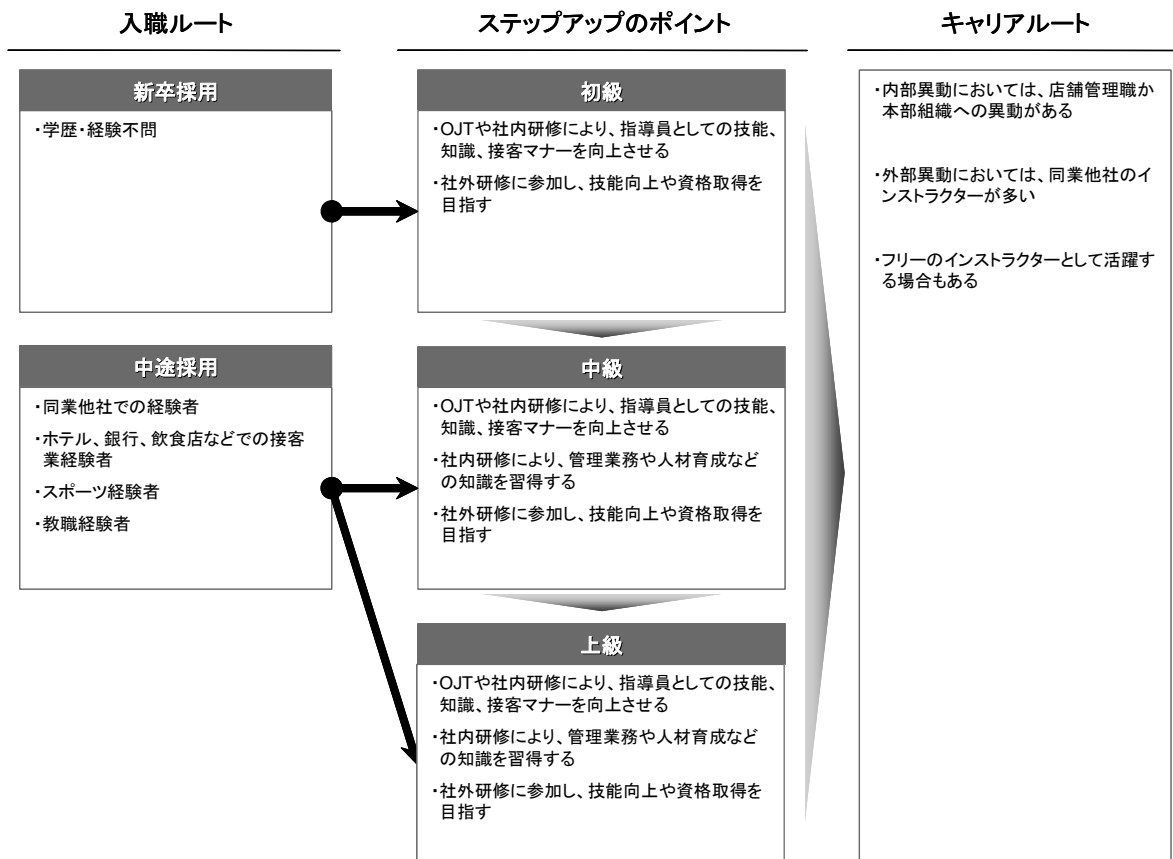 入職ルート
新卒採用
・学歴・経験不問
中途採用
・同業他社での経験者
・ホテル、銀行、飲食店などでの接客
業経験者
・スポーツ経験者
・教職経験者
ステップアップのポイント
初級
・OJTや社内研修により、指導員としての技能、
知識、接客マナーを向上させる
・社外研修に参加し、技能向上や資格取得を
目指す
中級
・OJTや社内研修により、指導員としての技能、
知識、接客マナーを向上させる
・社内研修により、管理業務や人材育成など
の知識を習得する
・社外研修に参加し、技能向上や資格取得を
目指す
上級
・OJTや社内研修により、指導員としての技能、
知識、接客マナーを向上させる
・社内研修により、管理業務や人材育成など
の知識を習得する
・社外研修に参加し、技能向上や資格取得を
目指す
キャリアルート
・内部異動においては、店舗管理職か
本部組織への異動がある
・外部異動においては、同業他社のイ
ンストラクターが多い
・フリーのインストラクターとして活躍す
る場合もある